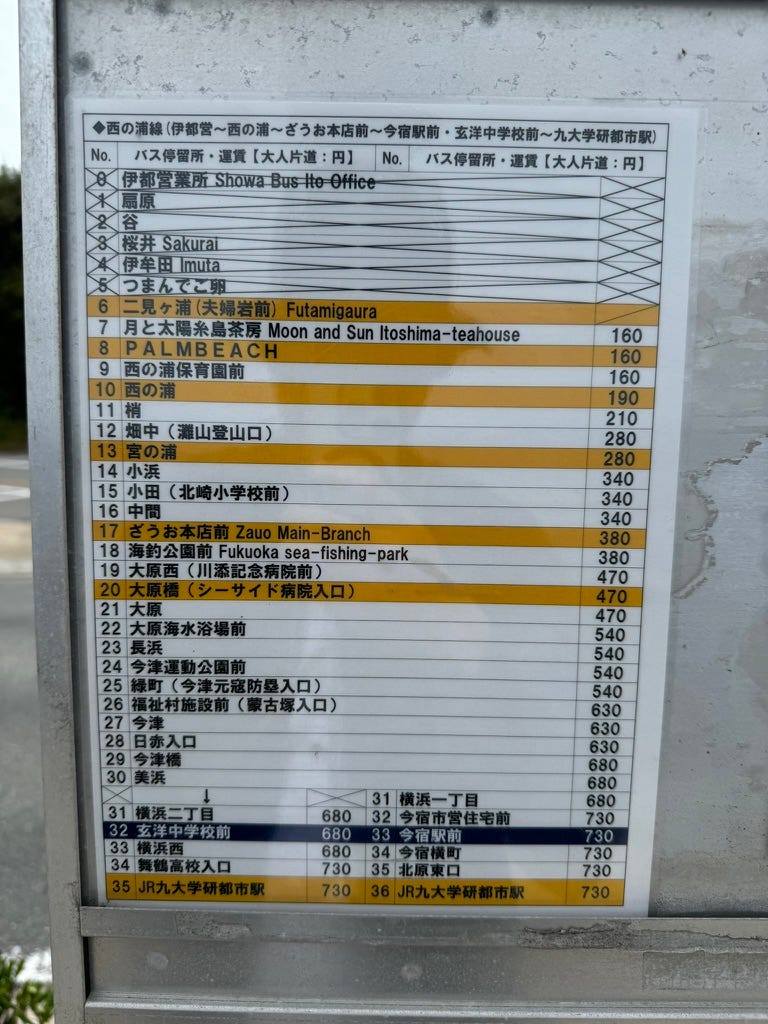 ◆西の浦線(伊都営～西の浦～ざうお本店前～今宿駅前・玄洋中学校前～九大学研都市駅)
No. バス停留所・運賃【大人片道：円】 No. バス停留所・運賃【大人片道：円】
0 伊都営業所 Showa Bus Ito Office
1 扇原
2 谷
3 桜井 Sakurai
4 伊牟田 Imuta
5 つまんでご卵
6 二見ヶ浦(夫婦岩前) Futamigaura
7 月と太陽糸島茶房 Moon and Sun Itoshima-teahouse 160
8 PALMBEACH 160
9 西の浦保育園前 160
10 西の浦 190
11 梢 210
12 畑中（灘山登山口） 280
13 宮の浦 280
14 小浜 340
15 小田（北崎小学校前） 340
16 中間 340
17 ざうお本店前 Zauo Main-Branch 380
18 海釣公園前 Fukuoka sea-fishing-park 380
19 大原西（川添記念病院前） 470
20 大原橋（シーサイド病院入口） 470
21 大原 470
22 大原海水浴場前 540
23 長浜 540
24 今津運動公園前 540
25 緑町（今津元寇防塁入口） 540
26 福祉村施設前（蒙古塚入口） 630
27 今津 630
28 日赤入口 630
29 今津橋 680
30 美浜 680
↓ 31 横浜一丁目 680
31 横浜二丁目 680 32 今宿市営住宅前 730
32 玄洋中学校前 680 33 今宿駅前 730
33 横浜西 680 34 今宿横町 730
34 舞鶴高校入口 730 35 北原東口 730
35 JR九大学研都市駅 730 36 JR九大学研都市駅 730